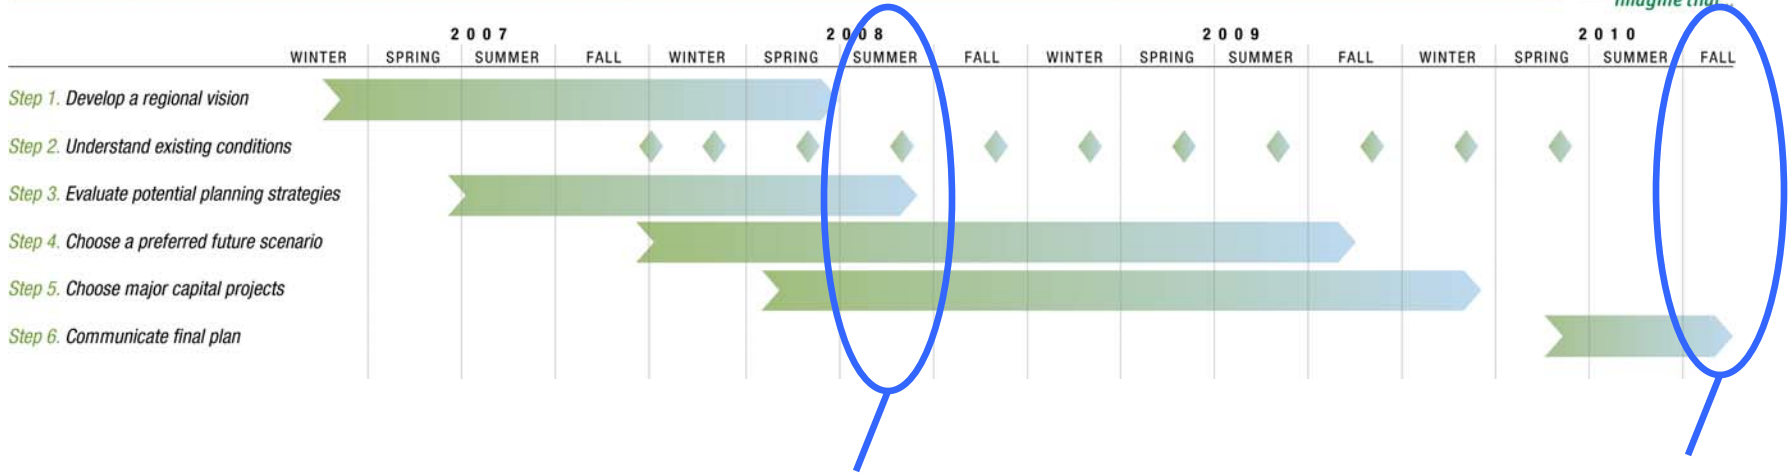 imagine that...
2007 2008 2009 2010
WINTER SPRING SUMMER FALL WINTER SPRING SUMMER FALL WINTER SPRING SUMMER FALL WINTER SPRING SUMMER FALL
Step 1. Develop a regional vision
Step 2. Understand existing conditions
Step 3. Evaluate potential planning strategies
Step 4. Choose a preferred future scenario
Step 5. Choose major capital projects
Step 6. Communicate final plan